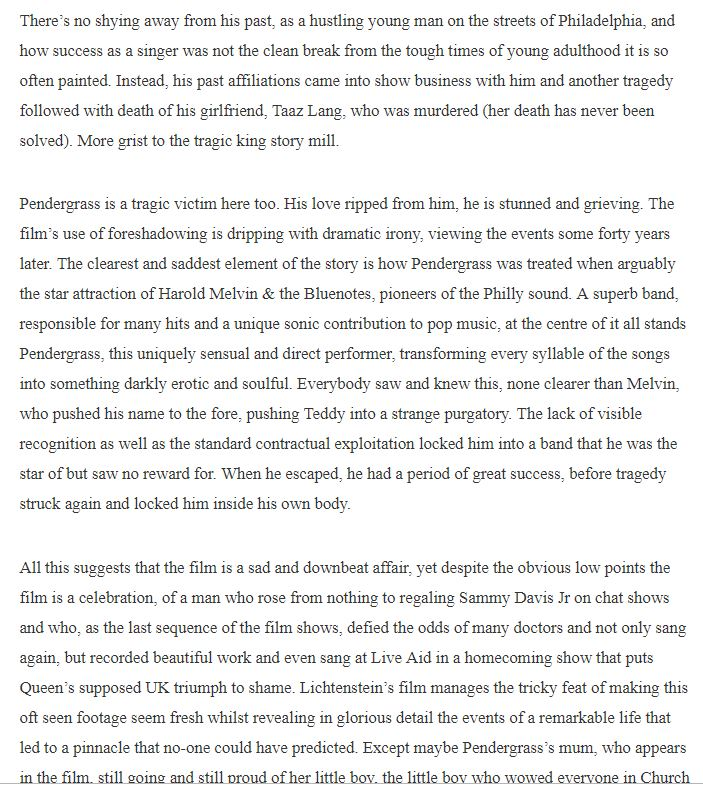 There’s no shying away from his past, as a hustling young man on the streets of Philadelphia, and
how success as a singer was not the clean break from the tough times of young adulthood it is so
often painted. Instead, his past affiliations came into show business with him and another tragedy
followed with death of his girlfriend, Taaz Lang, who was murdered (her death has never been
solved). More grist to the tragic king story mill.
Pendergrass is a tragic victim here too. His love ripped from him, he is stunned and grieving. The
film’s use of foreshadowing is dripping with dramatic irony, viewing the events some forty years
later. The clearest and saddest element of the story is how Pendergrass was treated when arguably
the star attraction of Harold Melvin & the Bluenotes, pioneers of the Philly sound. A superb band,
responsible for many hits and a unique sonic contribution to pop music, at the centre of it all stands
Pendergrass, this uniquely sensual and direct performer, transforming every syllable of the songs
into something darkly erotic and soulful. Everybody saw and knew this, none clearer than Melvin,
who pushed his name to the fore, pushing Teddy into a strange purgatory. The lack of visible
recognition as well as the standard contractual exploitation locked him into a band that he was the
star of but saw no reward for. When he escaped, he had a period of great success, before tragedy
struck again and locked him inside his own body.
All this suggests that the film is a sad and downbeat affair, yet despite the obvious low points the
film is a celebration, of a man who rose from nothing to regaling Sammy Davis Jr on chat shows
and who, as the last sequence of the film shows, defied the odds of many doctors and not only sang
again, but recorded beautiful work and even sang at Live Aid in a homecoming show that puts
Queen’s supposed UK triumph to shame. Lichtenstein’s film manages the tricky feat of making this
oft seen footage seem fresh whilst revealing in glorious detail the events of a remarkable life that
led to a pinnacle that no-one could have predicted. Except maybe Pendergrass’s mum, who appears
in the film, still going and still proud of her little boy, the little boy who wowed everyone in Church